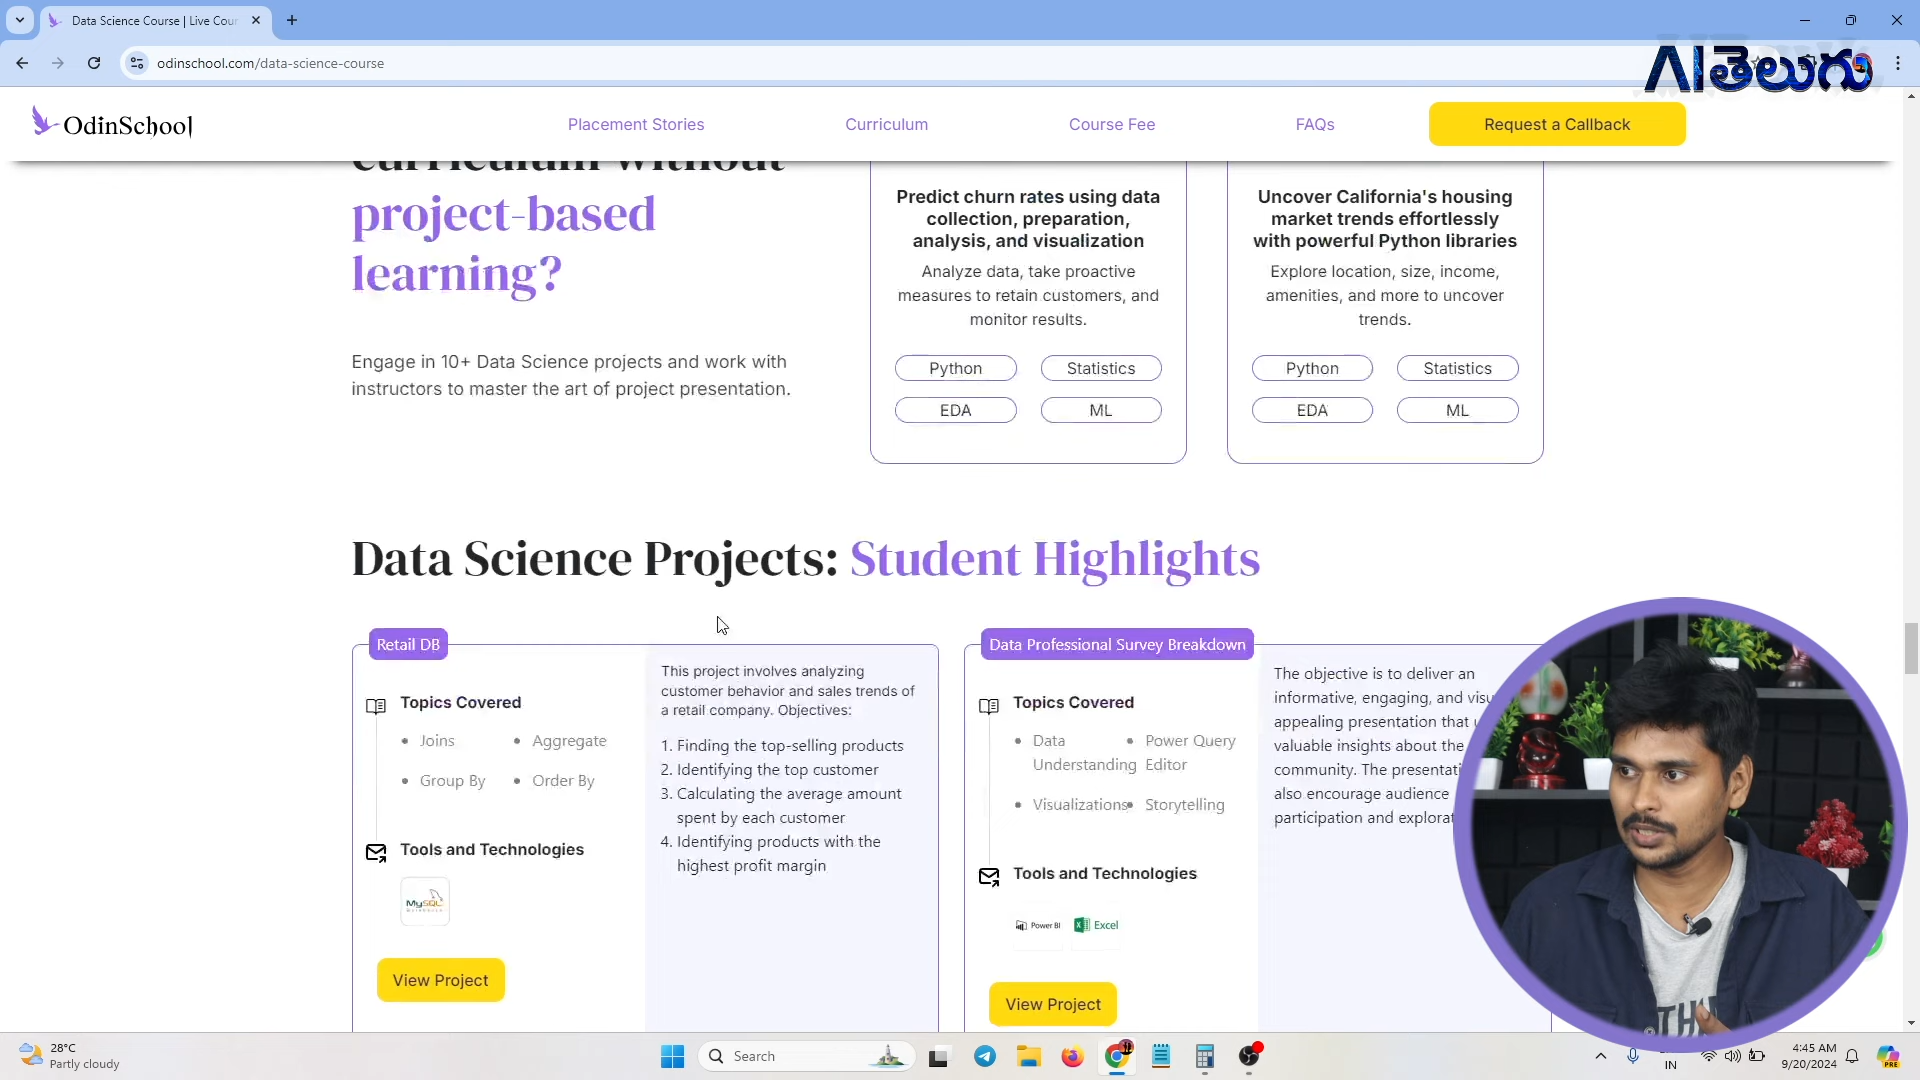 Data Science Course | Live Cour
odinschool.com/data-science-course
AIతెలుగు
OdinSchool
Placement Stories
Curriculum
Course Fee
FAQs
Request a Callback
curriculum without
project-based
learning?
Engage in 10+ Data Science projects and work with
instructors to master the art of project presentation.
Predict churn rates using data
collection, preparation,
analysis, and visualization
Analyze data, take proactive
measures to retain customers, and
monitor results.
Python
Statistics
EDA
ML
Uncover California's housing
market trends effortlessly
with powerful Python libraries
Explore location, size, income,
amenities, and more to uncover
trends.
Python
Statistics
EDA
ML
Data Science Projects: Student Highlights
Retail DB
Topics Covered
Joins
Aggregate
Group By
Order By
Tools and Technologies
MySQL
View Project
This project involves analyzing
customer behavior and sales trends of
a retail company. Objectives:
1. Finding the top-selling products
2. Identifying the top customer
3. Calculating the average amount
spent by each customer
4. Identifying products with the
highest profit margin
Data Professional Survey Breakdown
Topics Covered
Data
Understanding
Power Query
Editor
Visualizations
Storytelling
Tools and Technologies
Power BI
Excel
View Project
The objective is to deliver an
informative, engaging, and visu
appealing presentation that
valuable insights about the
community. The presentati
also encourage audience
participation and explorat
28°C
Partly cloudy
Search
IN
4:45 AM
9/20/2024
PRE